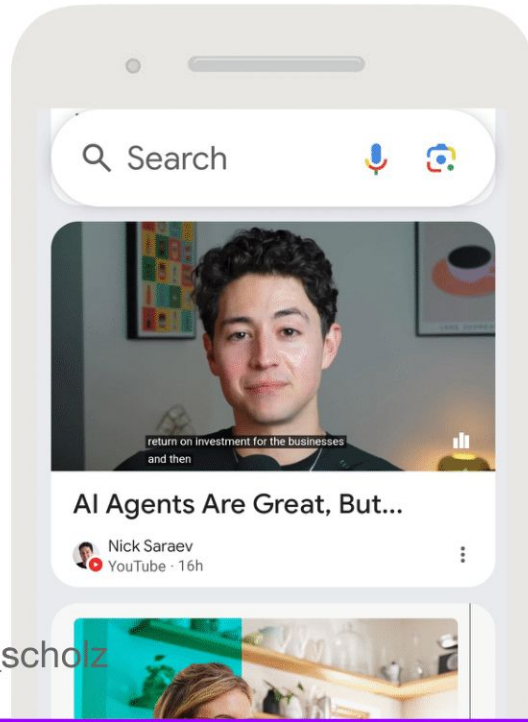 Search
return on investment for the businesses
and then
AI Agents Are Great, But...
Nick Saraev
YouTube · 16h
scholz